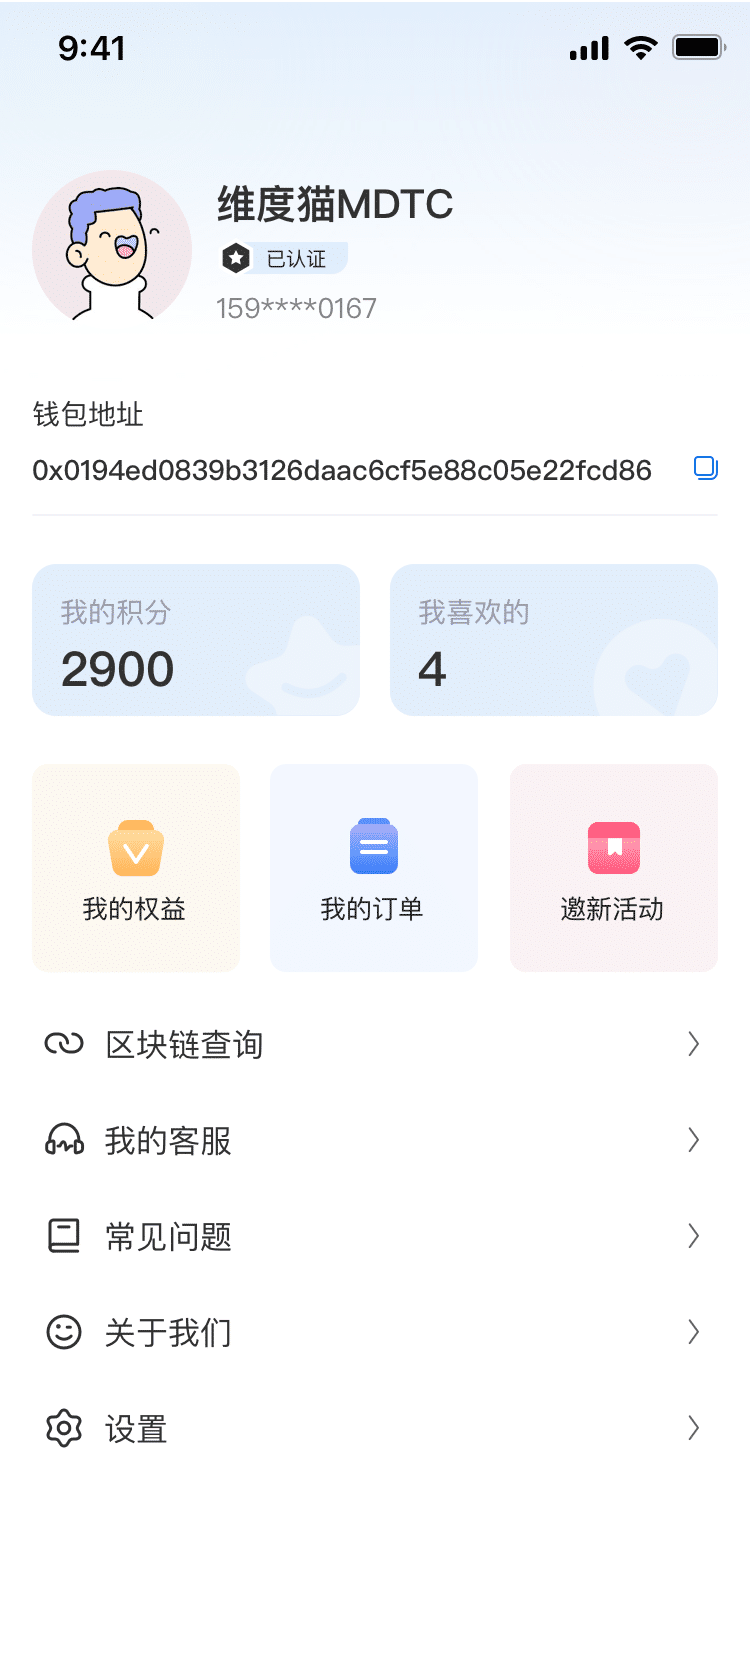 9:41
维度猫MDTC
已认证
159****0167
钱包地址
0x0194ed0839b3126daac6cf5e88c05e22fcd86
我的积分
我喜欢的
2900
4
我的权益
我的订单
邀新活动
区块链查询
我的客服
常见问题
关于我们
设置